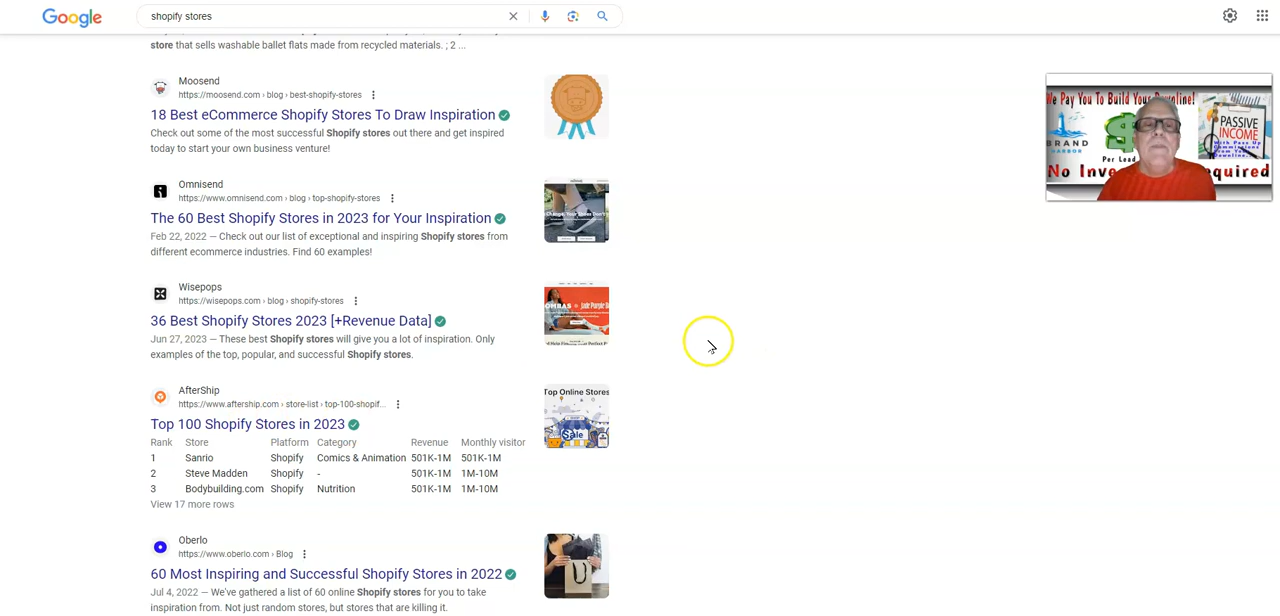 Google
shopify stores
store that sells washable ballet flats made from recycled materials. ; 2 ...
Moosend
https://moosend.com › blog › best-shopify-stores
18 Best eCommerce Shopify Stores To Draw Inspiration
Check out some of the most successful Shopify stores out there and get inspired
today to start your own business venture!
Omnisend
https://www.omnisend.com › blog › top-shopify-stores
The 60 Best Shopify Stores in 2023 for Your Inspiration
Feb 22, 2022 — Check out our list of exceptional and inspiring Shopify stores from
different ecommerce industries. Find 60 examples!
Wisepops
https://wisepops.com › blog › shopify-stores
36 Best Shopify Stores 2023 [+Revenue Data]
Jun 27, 2023 — These best Shopify stores will give you a lot of inspiration. Only
examples of the top, popular, and successful Shopify stores.
AfterShip
https://www.aftership.com › store-list › top-100-shopif...
Top 100 Shopify Stores in 2023
Rank Store Platform Category Revenue Monthly visitor
1 Sanrio Shopify Comics & Animation 501K-1M 501K-1M
2 Steve Madden Shopify - 501K-1M 1M-10M
3 Bodybuilding.com Shopify Nutrition 501K-1M 1M-10M
View 17 more rows
Top Online Stores
Sale
Oberlo
https://www.oberlo.com › Blog
60 Most Inspiring and Successful Shopify Stores in 2022
Jul 4, 2022 — We've gathered a list of 60 online Shopify stores for you to take
inspiration from. Not just random stores, but stores that are killing it.
We Pay You To Build Your Downline!
BRAND
HARBOR
$
Per Lead
PASSIVE
INCOME
With Pass Up
Commissions
From Your
Downline.
No Inve
quired